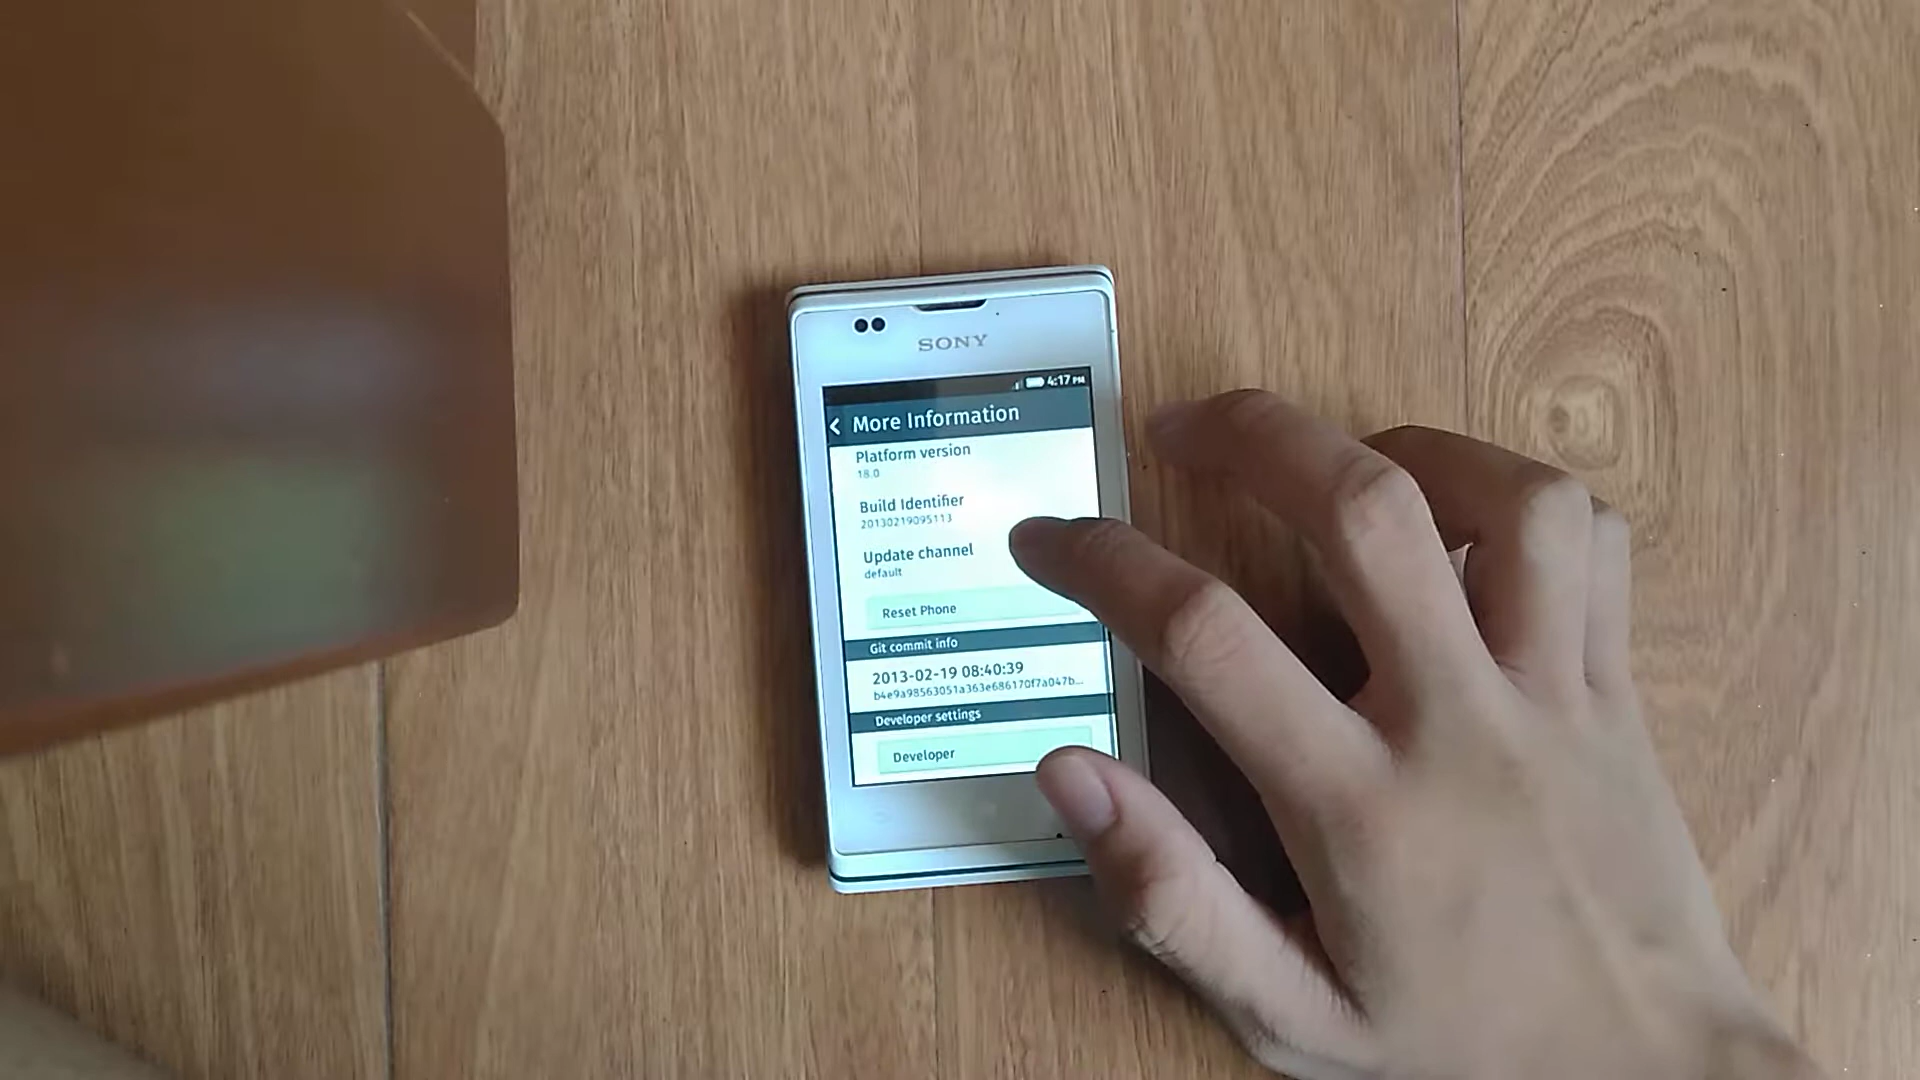 SONY
4:17 PM
More Information
Platform version
18.0
Build Identifier
20130219095113
Update channel
default
Reset Phone
Git commit info
2013-02-19 08:40:39
b4e9a98563051a363e686170f7a047b...
Developer settings
Developer